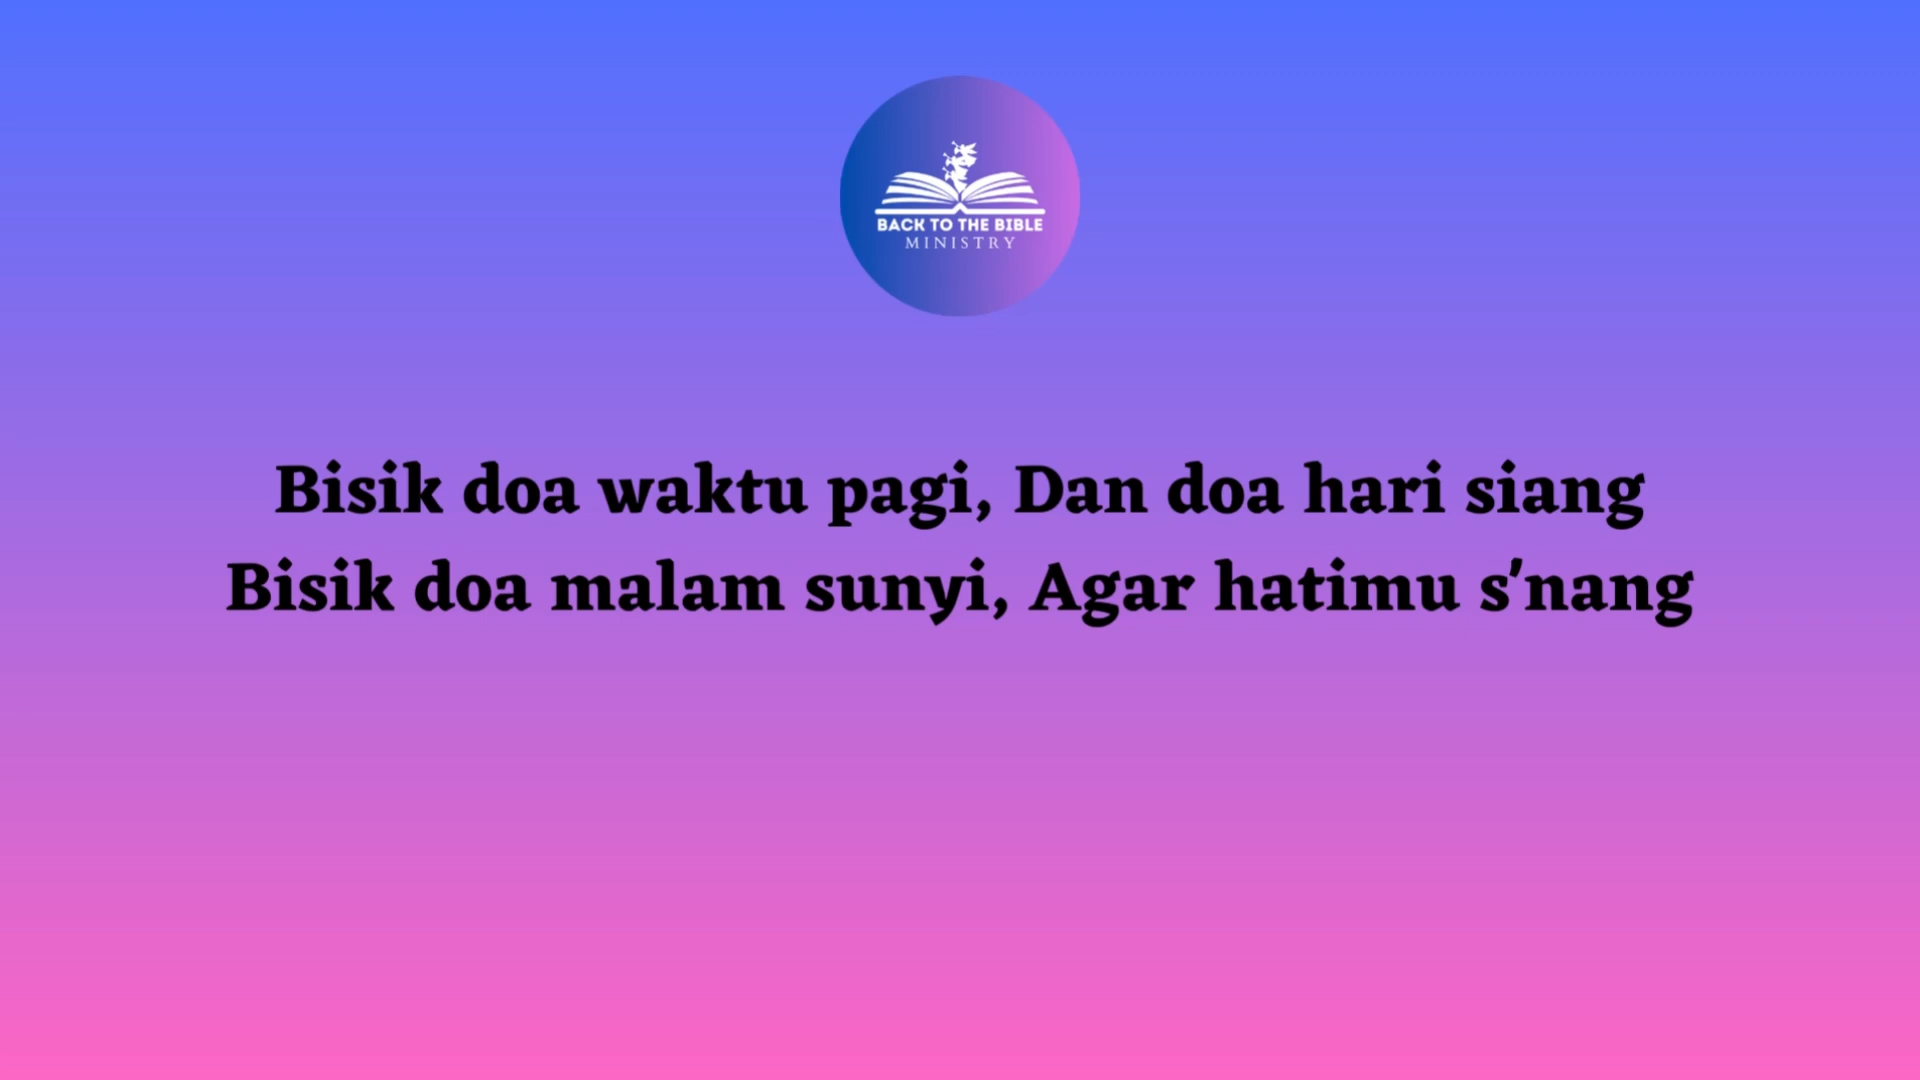 BACK TO THE BIBLE
MINISTRY
Bisik doa waktu pagi, Dan doa hari siang
Bisik doa malam sunyi, Agar hatimu s'nang